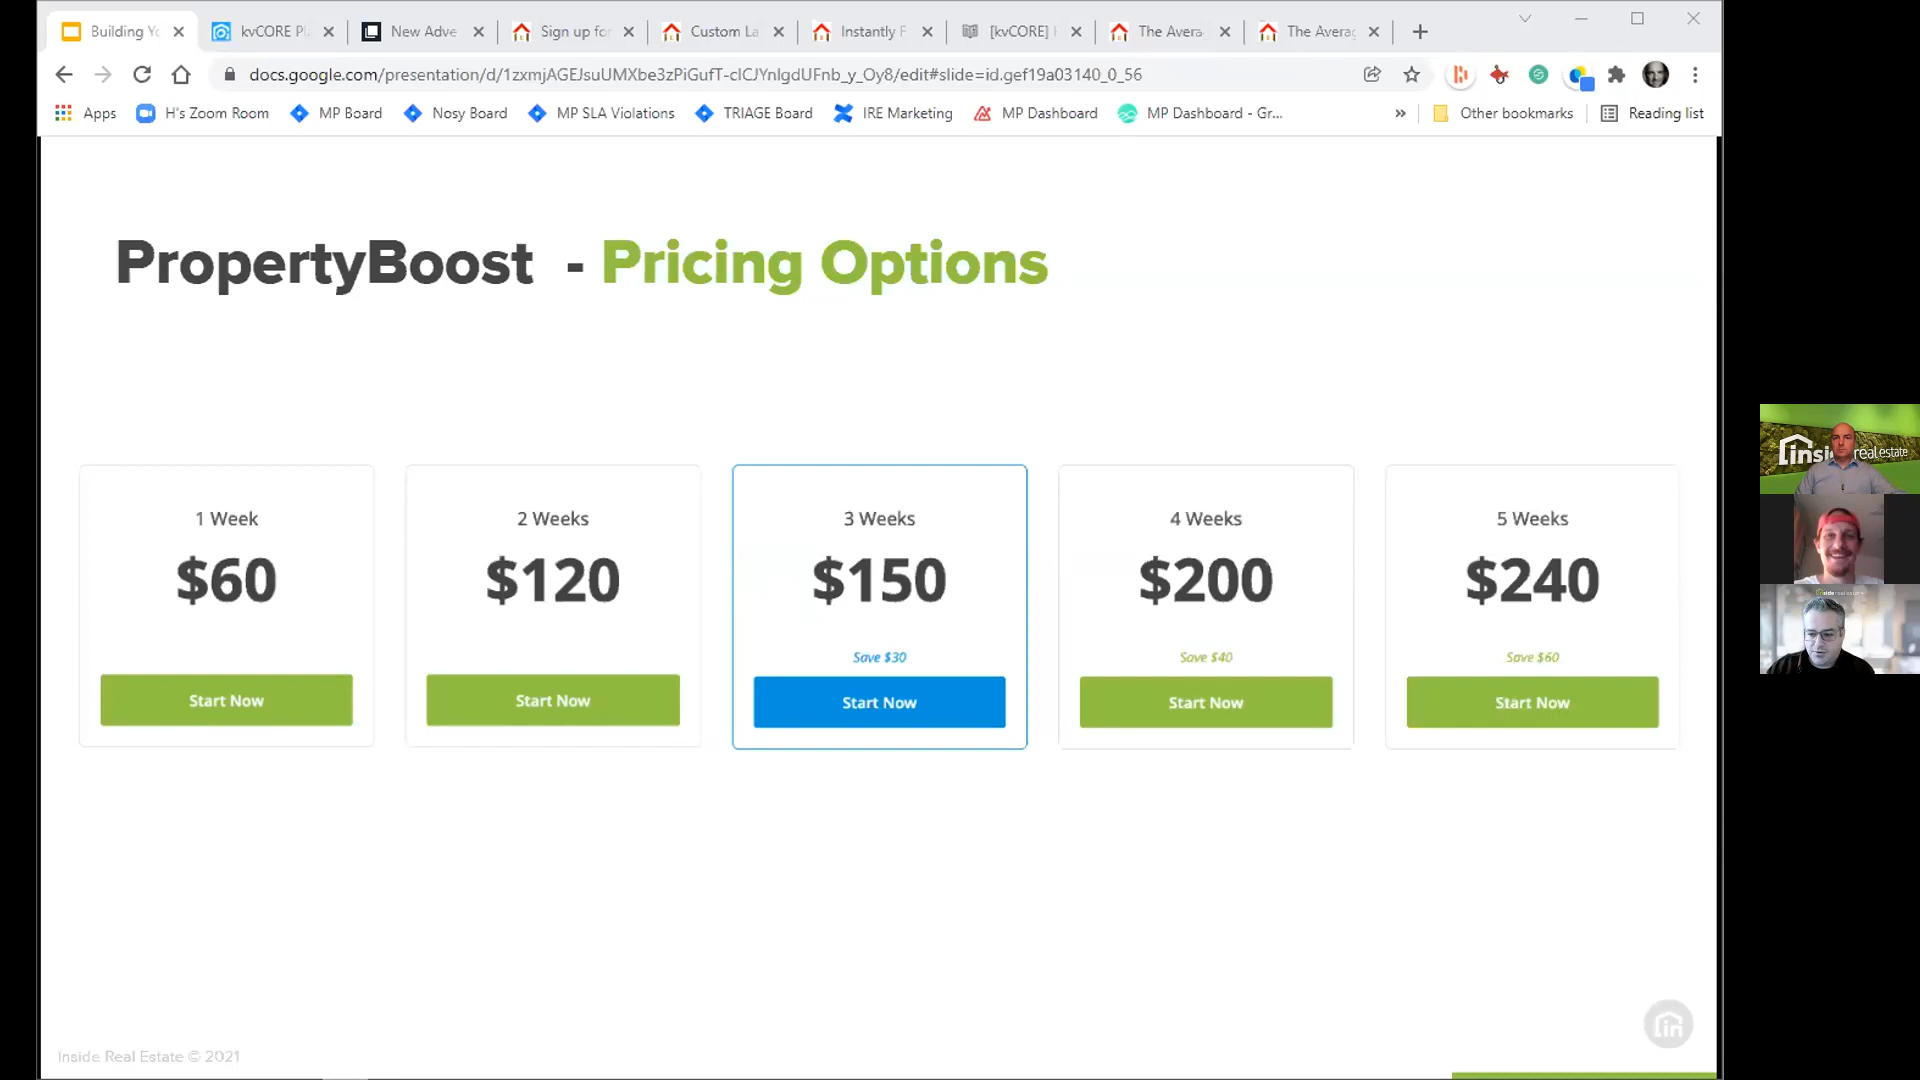 Building Yo
kvCORE Pl
New Adve
Sign up for
Custom La
Instantly F
[kvCORE]
The Avera
The Averag
docs.google.com/presentation/d/1zxmjAGEJsuUMXbe3zPiGufT-cICJYnlgdUFnb_y_Oy8/edit#slide=id.gef19a03140_0_56
Apps
H's Zoom Room
MP Board
Nosy Board
MP SLA Violations
TRIAGE Board
IRE Marketing
MP Dashboard
MP Dashboard - Gr...
»
Other bookmarks
Reading list
PropertyBoost - Pricing Options
1 Week
$60
Start Now
2 Weeks
$120
Start Now
3 Weeks
$150
Save $30
Start Now
4 Weeks
$200
Save $40
Start Now
5 Weeks
$240
Save $60
Start Now
Inside Real Estate © 2021
in
insi realestate
insiderealestate